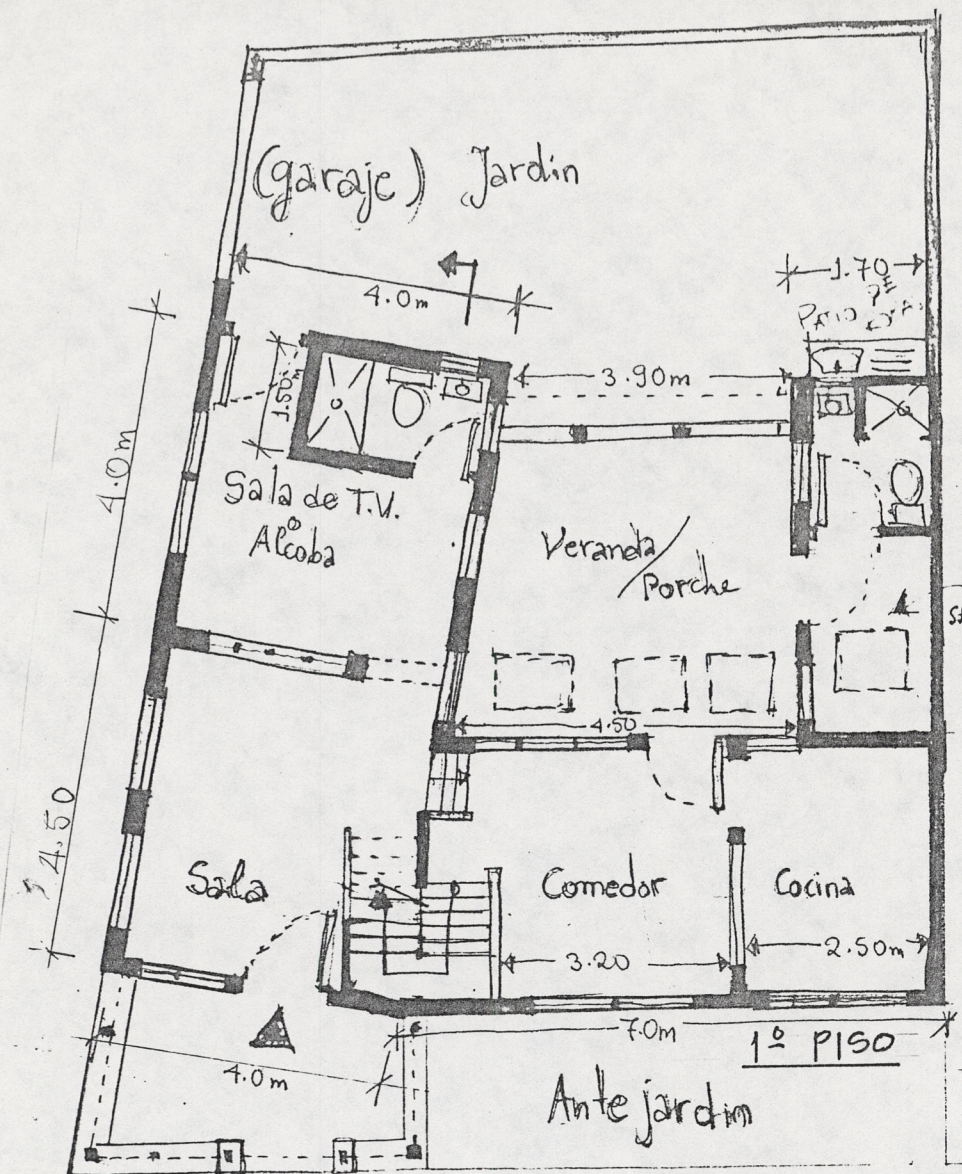 (garaje) Jardin
1.70
4.0m
PATIO DE
3.90m
1.50m
4.0m
Sala de T.V.
o
Alcoba
Veranda/
Porche
4.50
4.50
Sala
Comedor
Cocina
3.20
2.50m
7.0m
1º PISO
4.0m
Ante jardin